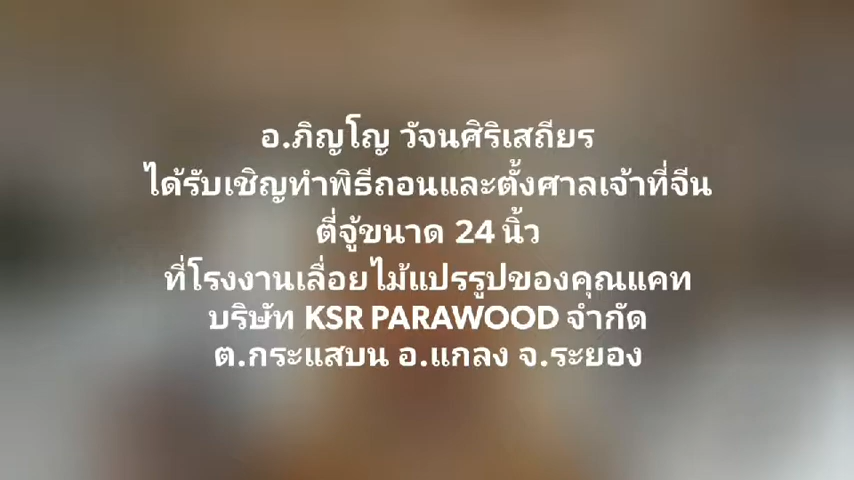 อ.ภิญโญ วัจนศิริเสถียร
ได้รับเชิญทำพิธีถอนและตั้งศาลเจ้าที่จีน
ตี่จู้ขนาด 24 นิ้ว
ที่โรงงานเลื่อยไม้แปรรูปของคุณแคท
บริษัท KSR PARAWOOD จำกัด
ต.กระแสบน อ.แกลง จ.ระยอง